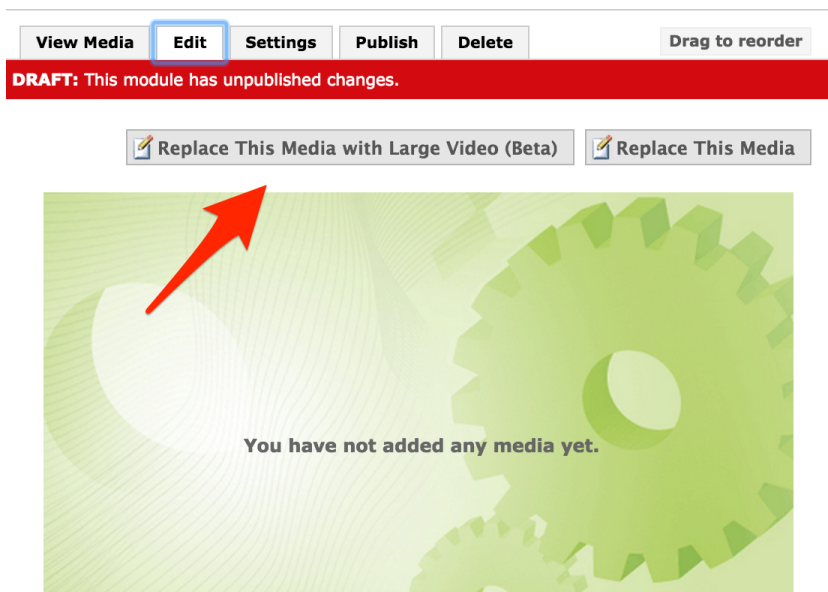 View Media Edit Settings Publish Delete Drag to reorder
DRAFT: This module has unpublished changes.
Replace This Media with Large Video (Beta) Replace This Media
You have not added any media yet.